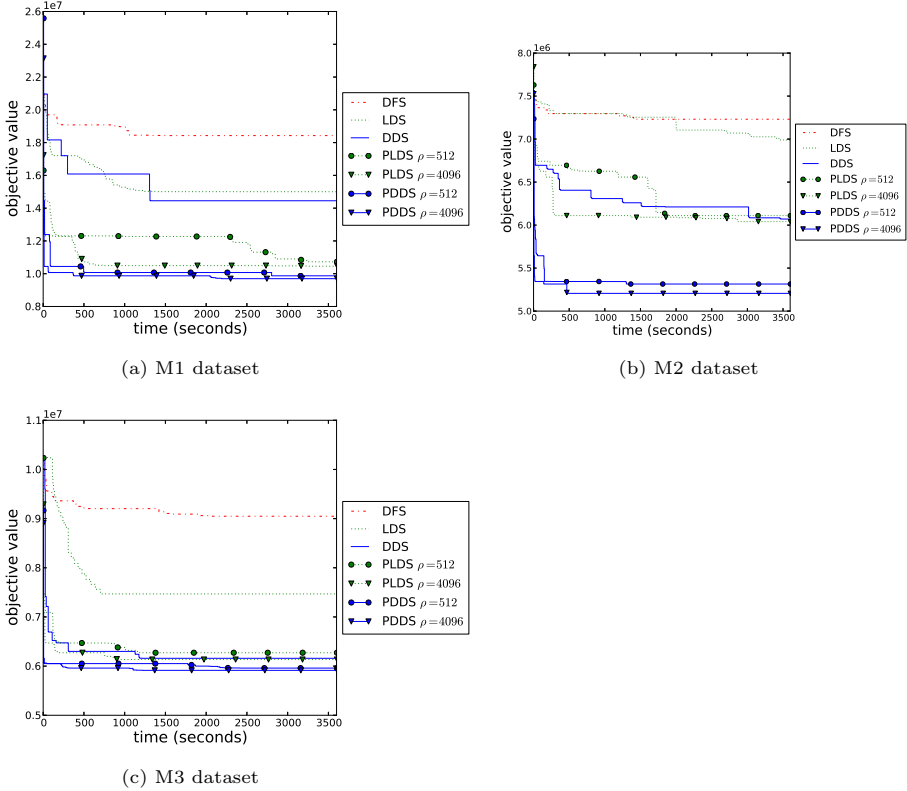 1e7
2.6
2.4
2.2
2.0
1.8
1.6
1.4
1.2
1.0
0.8
objective value
0 500 1000 1500 2000 2500 3000 3500
time (seconds)
DFS
LDS
DDS
PLDS ρ=512
PLDS ρ=4096
PDDS ρ=512
PDDS ρ=4096
(a) M1 dataset
1e6
8.0
7.5
7.0
6.5
6.0
5.5
5.0
objective value
0 500 1000 1500 2000 2500 3000 3500
time (seconds)
DFS
LDS
DDS
PLDS ρ=512
PLDS ρ=4096
PDDS ρ=512
PDDS ρ=4096
(b) M2 dataset
1e7
1.1
1.0
0.9
0.8
0.7
0.6
0.5
objective value
0 500 1000 1500 2000 2500 3000 3500
time (seconds)
DFS
LDS
DDS
PLDS ρ=512
PLDS ρ=4096
PDDS ρ=512
PDDS ρ=4096
(c) M3 dataset